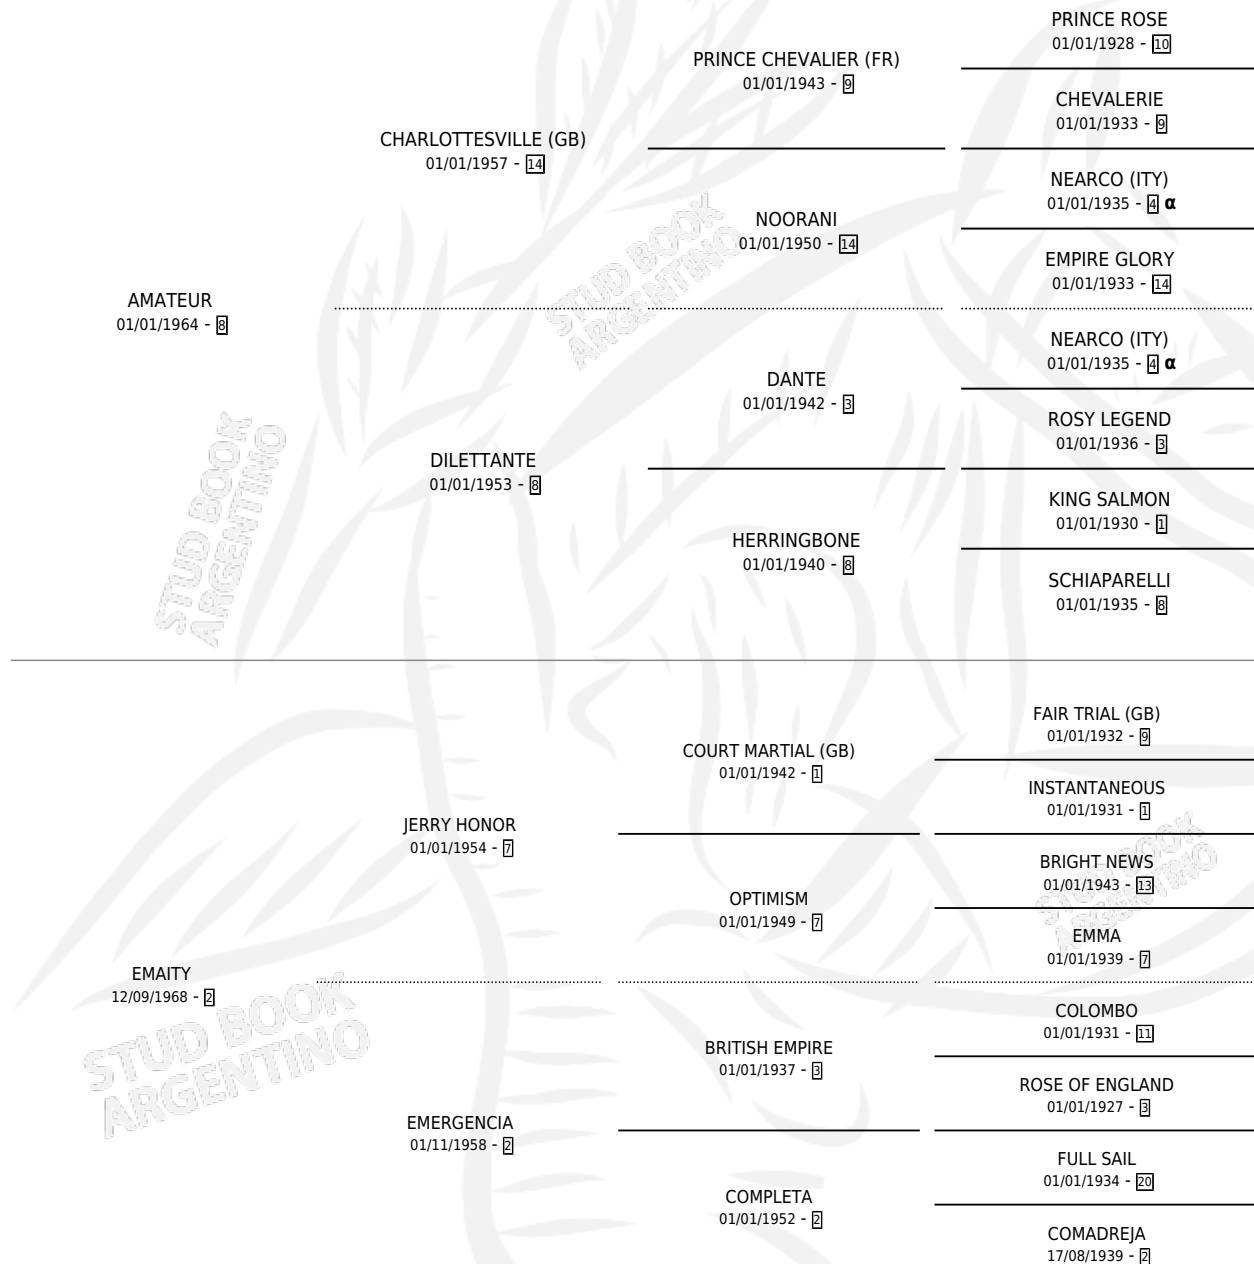 PRINCE ROSE
01/01/1928 - 10
PRINCE CHEVALIER (FR)
01/01/1943 - 9
CHEVALERIE
01/01/1933 - 9
CHARLOTTESVILLE (GB)
01/01/1957 - 14
NEARCO (ITY)
01/01/1935 - 4 α
NOORANI
01/01/1950 - 14
EMPIRE GLORY
01/01/1933 - 14
AMATEUR
01/01/1964 - 8
NEARCO (ITY)
01/01/1935 - 4 α
DANTE
01/01/1942 - 3
ROSY LEGEND
01/01/1936 - 3
DILETTANTE
01/01/1953 - 8
KING SALMON
01/01/1930 - 1
HERRINGBONE
01/01/1940 - 8
SCHIAPARELLI
01/01/1935 - 8
FAIR TRIAL (GB)
01/01/1932 - 9
COURT MARTIAL (GB)
01/01/1942 - 1
INSTANTANEOUS
01/01/1931 - 1
JERRY HONOR
01/01/1954 - 7
BRIGHT NEWS
01/01/1943 - 13
OPTIMISM
01/01/1949 - 7
EMMA
01/01/1939 - 7
EMAITY
12/09/1968 - 2
COLOMBO
01/01/1931 - 11
BRITISH EMPIRE
01/01/1937 - 3
ROSE OF ENGLAND
01/01/1927 - 3
EMERGENCIA
01/11/1958 - 2
FULL SAIL
01/01/1934 - 20
COMPLETA
01/01/1952 - 2
COMADREJA
17/08/1939 - 2
STUD BOOK
ARGENTINO
STUD BOOK
ARGENTINO
STUD BOOK
ARGENTINO
STUD BOOK
ARGENTINO